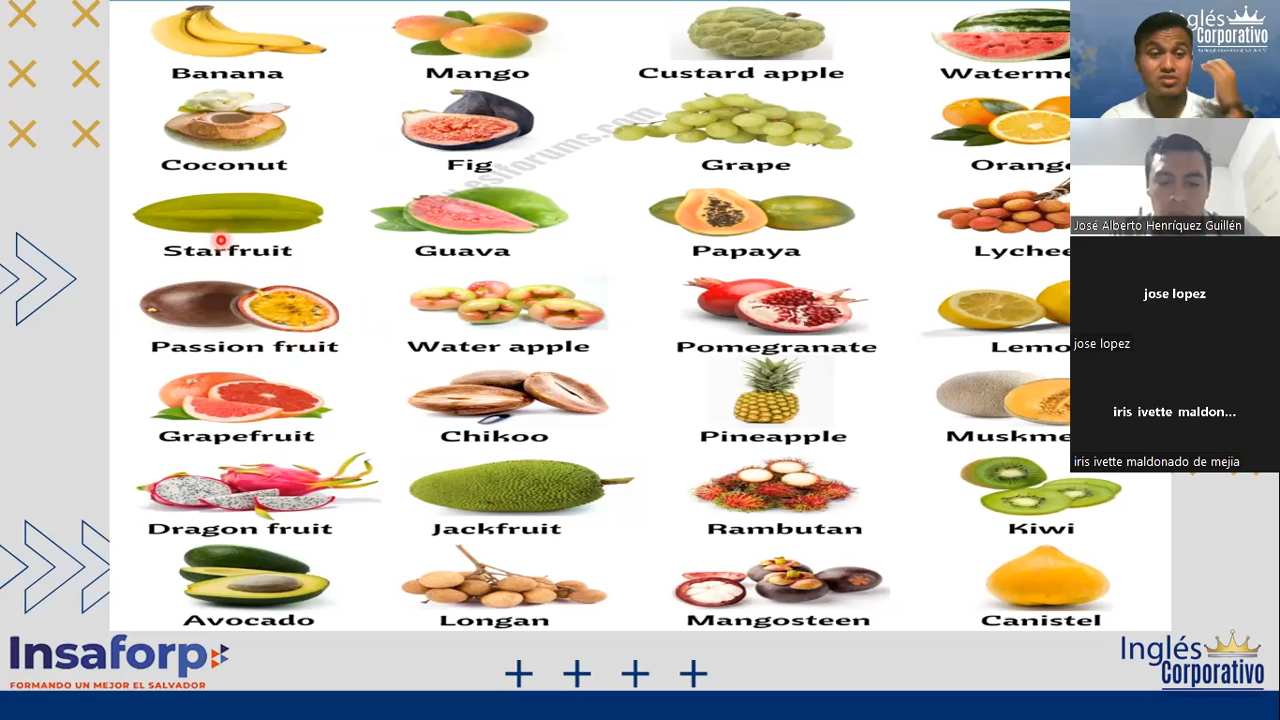 Banana Mango Custard apple Waterme
Inglés
Corporativo
Coconut Fig Grape Orang
.eslforums.com
Starfruit Guava Papaya Lychee
José Alberto Henríquez Guillén
jose lopez
jose lopez
Passion fruit Water apple Pomegranate Lemo
iris ivette maldon...
Grapefruit Chikoo Pineapple Muskme
iris ivette maldonado de mejia
Dragon fruit Jackfruit Rambutan Kiwi
Avocado Longan Mangosteen Canistel
Insaforp
FORMANDO UN MEJOR EL SALVADOR
Inglés
Corporativo